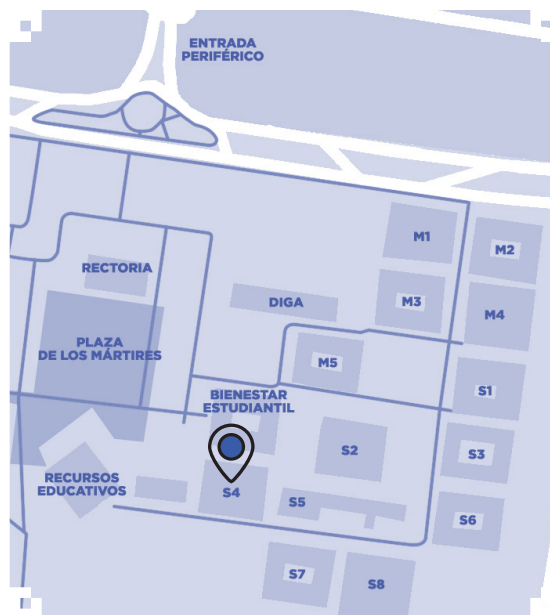 ENTRADA
PERIFÉRICO
M1
M2
RECTORIA
DIGA
M3
M4
PLAZA
DE LOS MÁRTIRES
M5
S1
BIENESTAR
ESTUDIANTIL
S2
S3
RECURSOS
EDUCATIVOS
S4
S5
S6
S7
S8